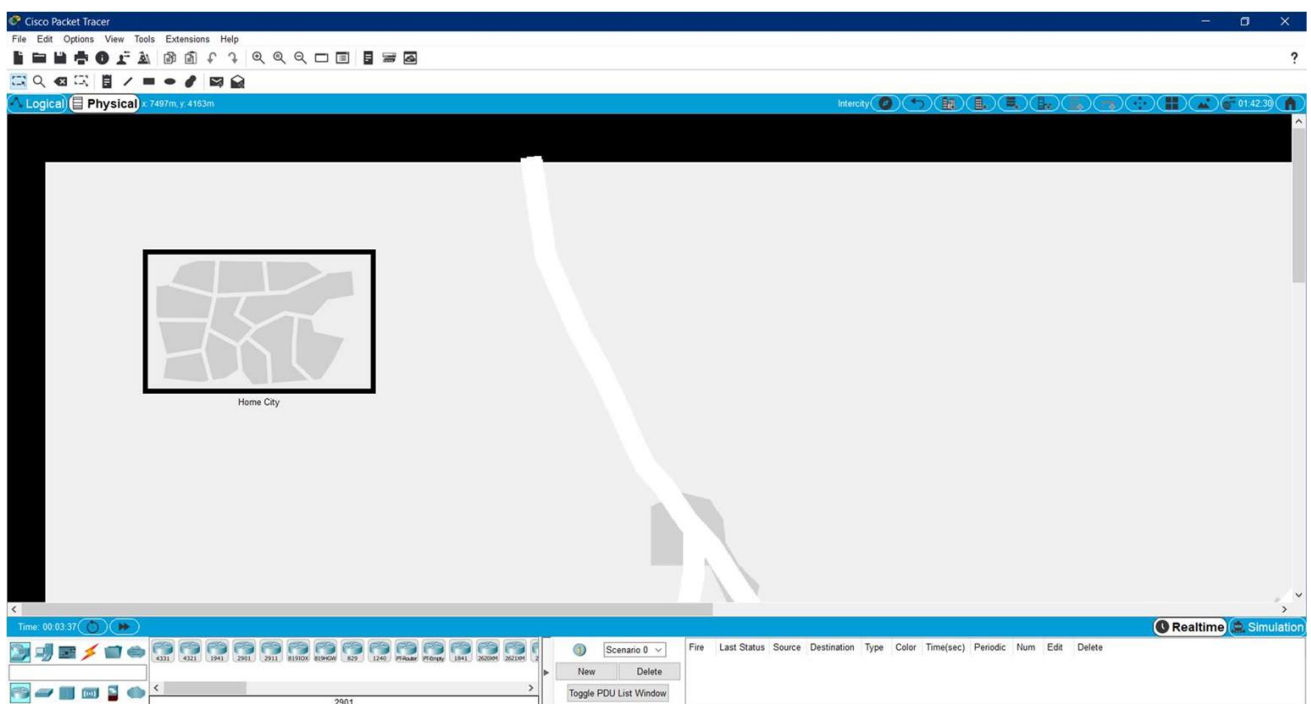 Cisco Packet Tracer
File Edit Options View Tools Extensions Help
?
Logical Physical x: 7497m, y: 4163m Intercity 01:42:30
Home City
Time: 00:03:37 Realtime Simulation
4331 4321 1941 2901 2911 819IOX 819HGW 829 1240 PT-Router PT-Empty 1841 2620XM 2621XM 2
Scenario 0
Fire Last Status Source Destination Type Color Time(sec) Periodic Num Edit Delete
New Delete
Toggle PDU List Window
2901